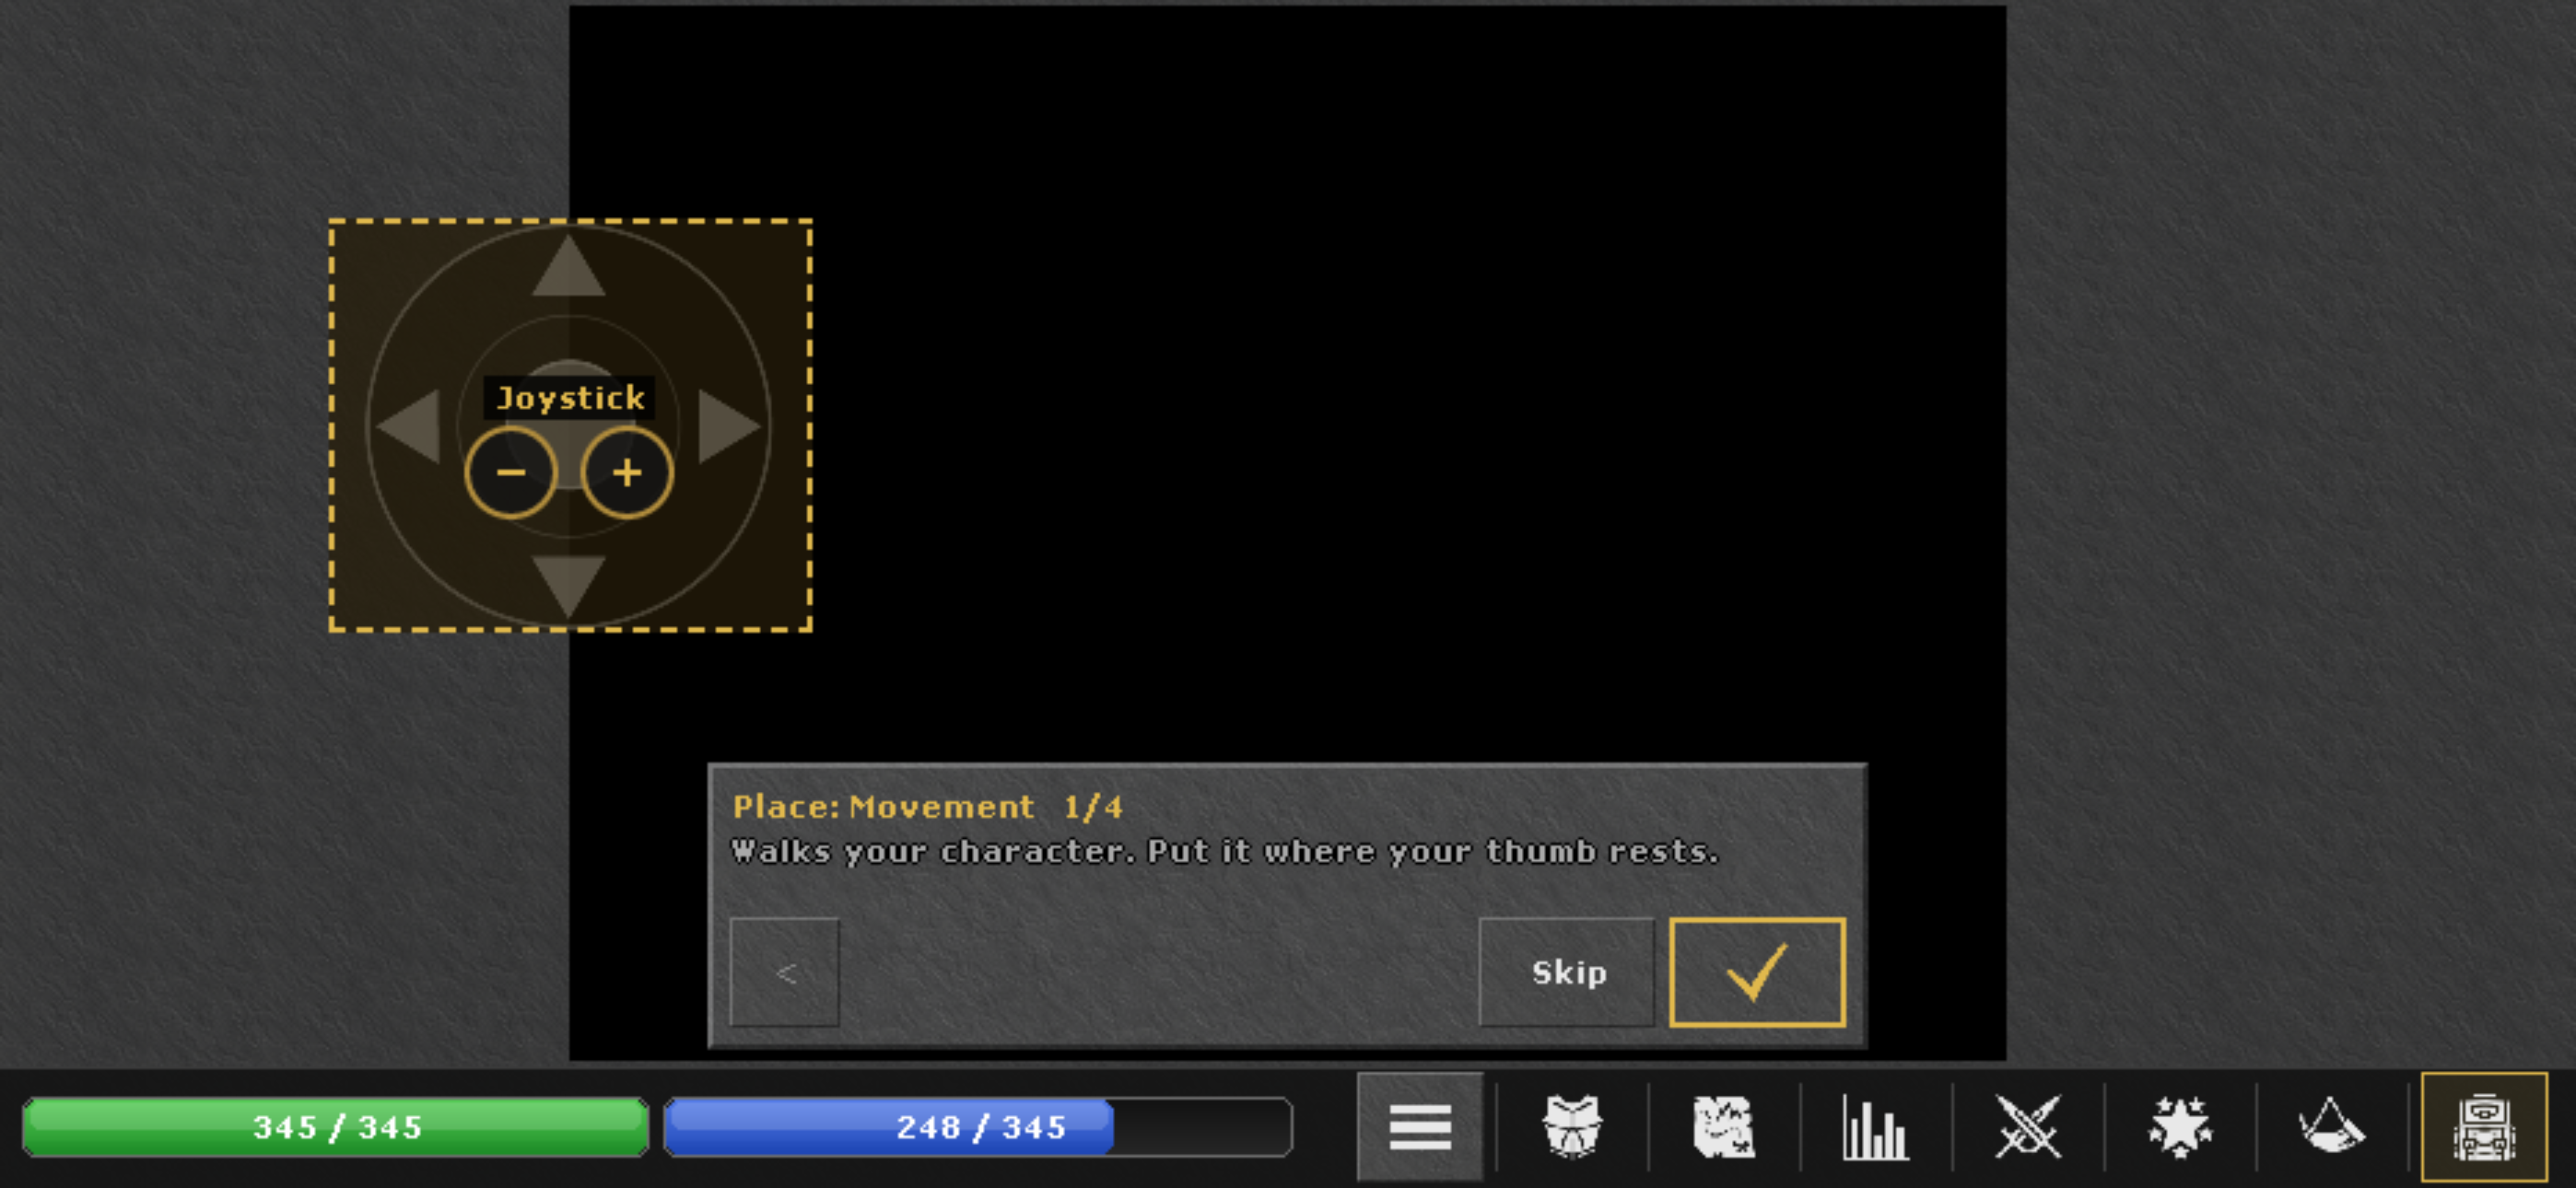 Joystick
− +
Place: Movement 1/4
Walks your character. Put it where your thumb rests.
< Skip
345 / 345 248 / 345